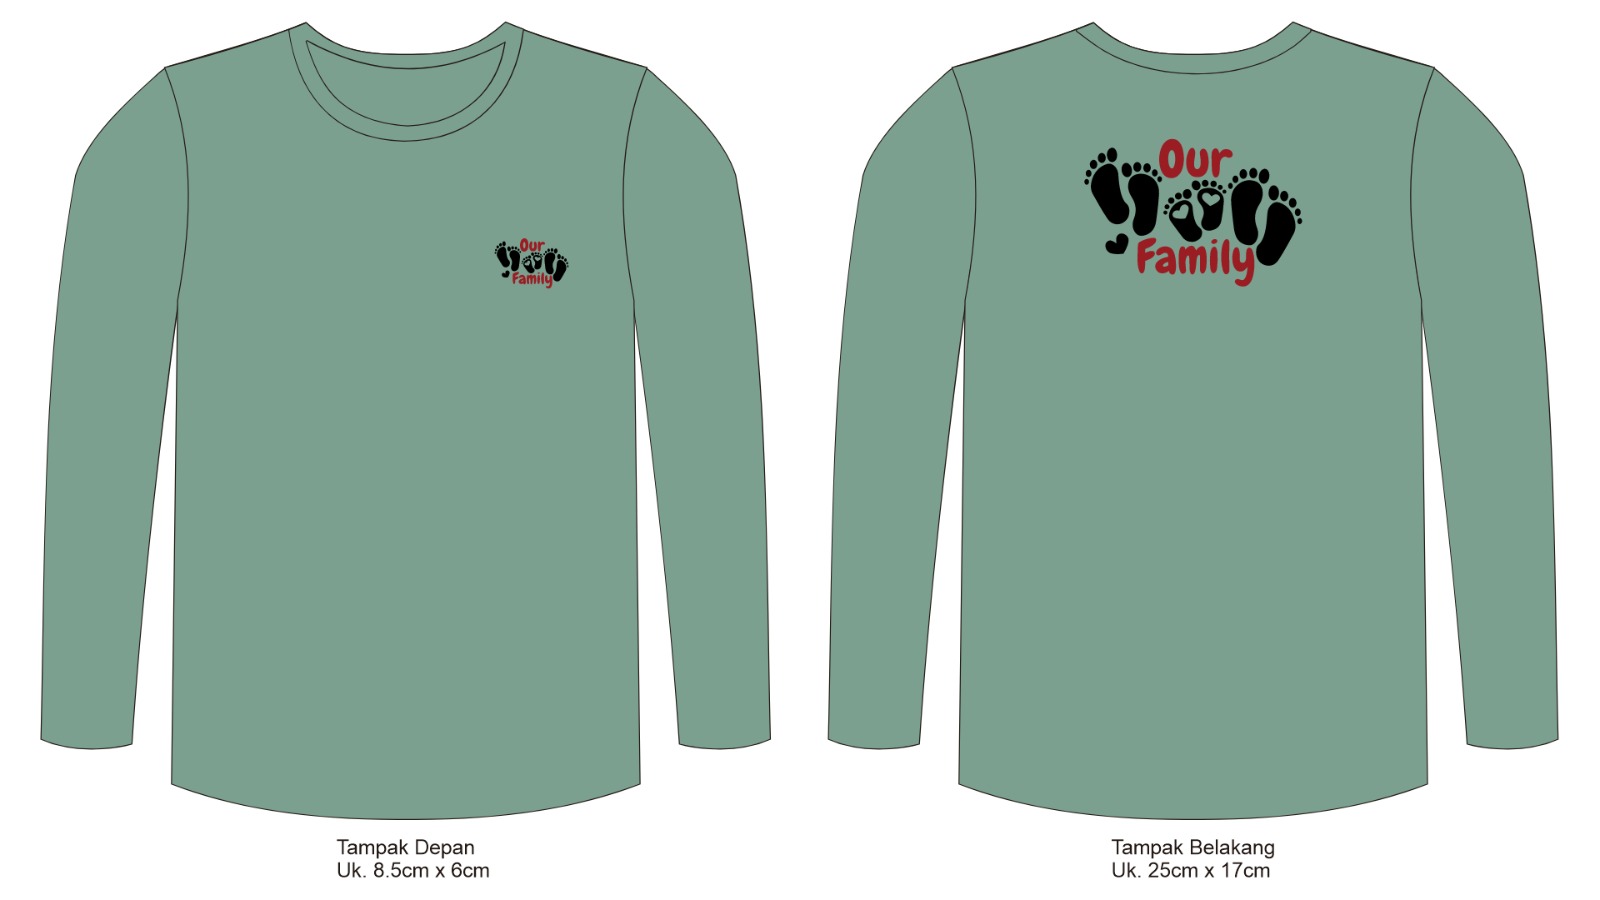 Our
Family
Our
Family
Tampak Depan
Uk. 8.5cm x 6cm
Tampak Belakang
Uk. 25cm x 17cm